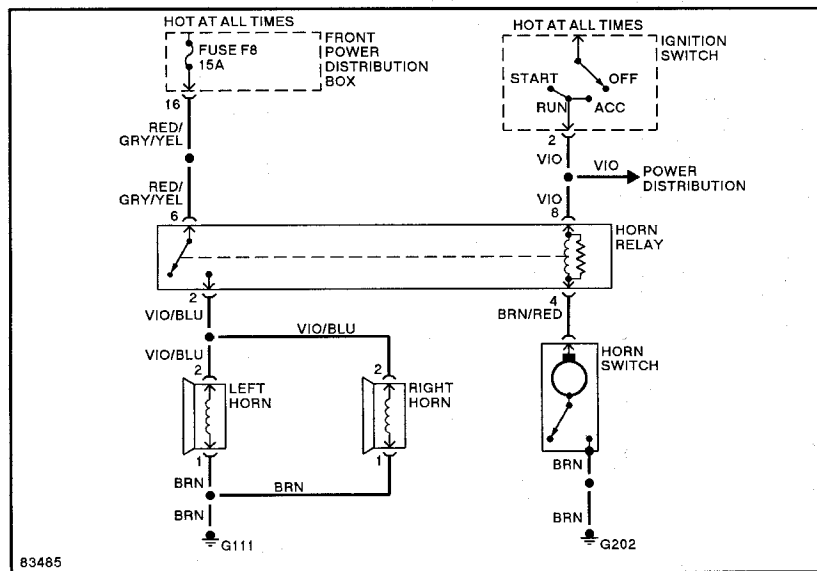 HOT AT ALL TIMES
FUSE F8
15A
FRONT
POWER
DISTRIBUTION
BOX
16
RED/
GRY/YEL
RED/
GRY/YEL
6
HOT AT ALL TIMES
IGNITION
SWITCH
START
OFF
RUN
ACC
2
VIO
VIO
POWER
DISTRIBUTION
VIO
8
HORN
RELAY
2
VIO/BLU
VIO/BLU
VIO/BLU
2
LEFT
HORN
1
2
RIGHT
HORN
1
BRN
BRN
BRN
G111
4
BRN/RED
HORN
SWITCH
BRN
BRN
G202
83485